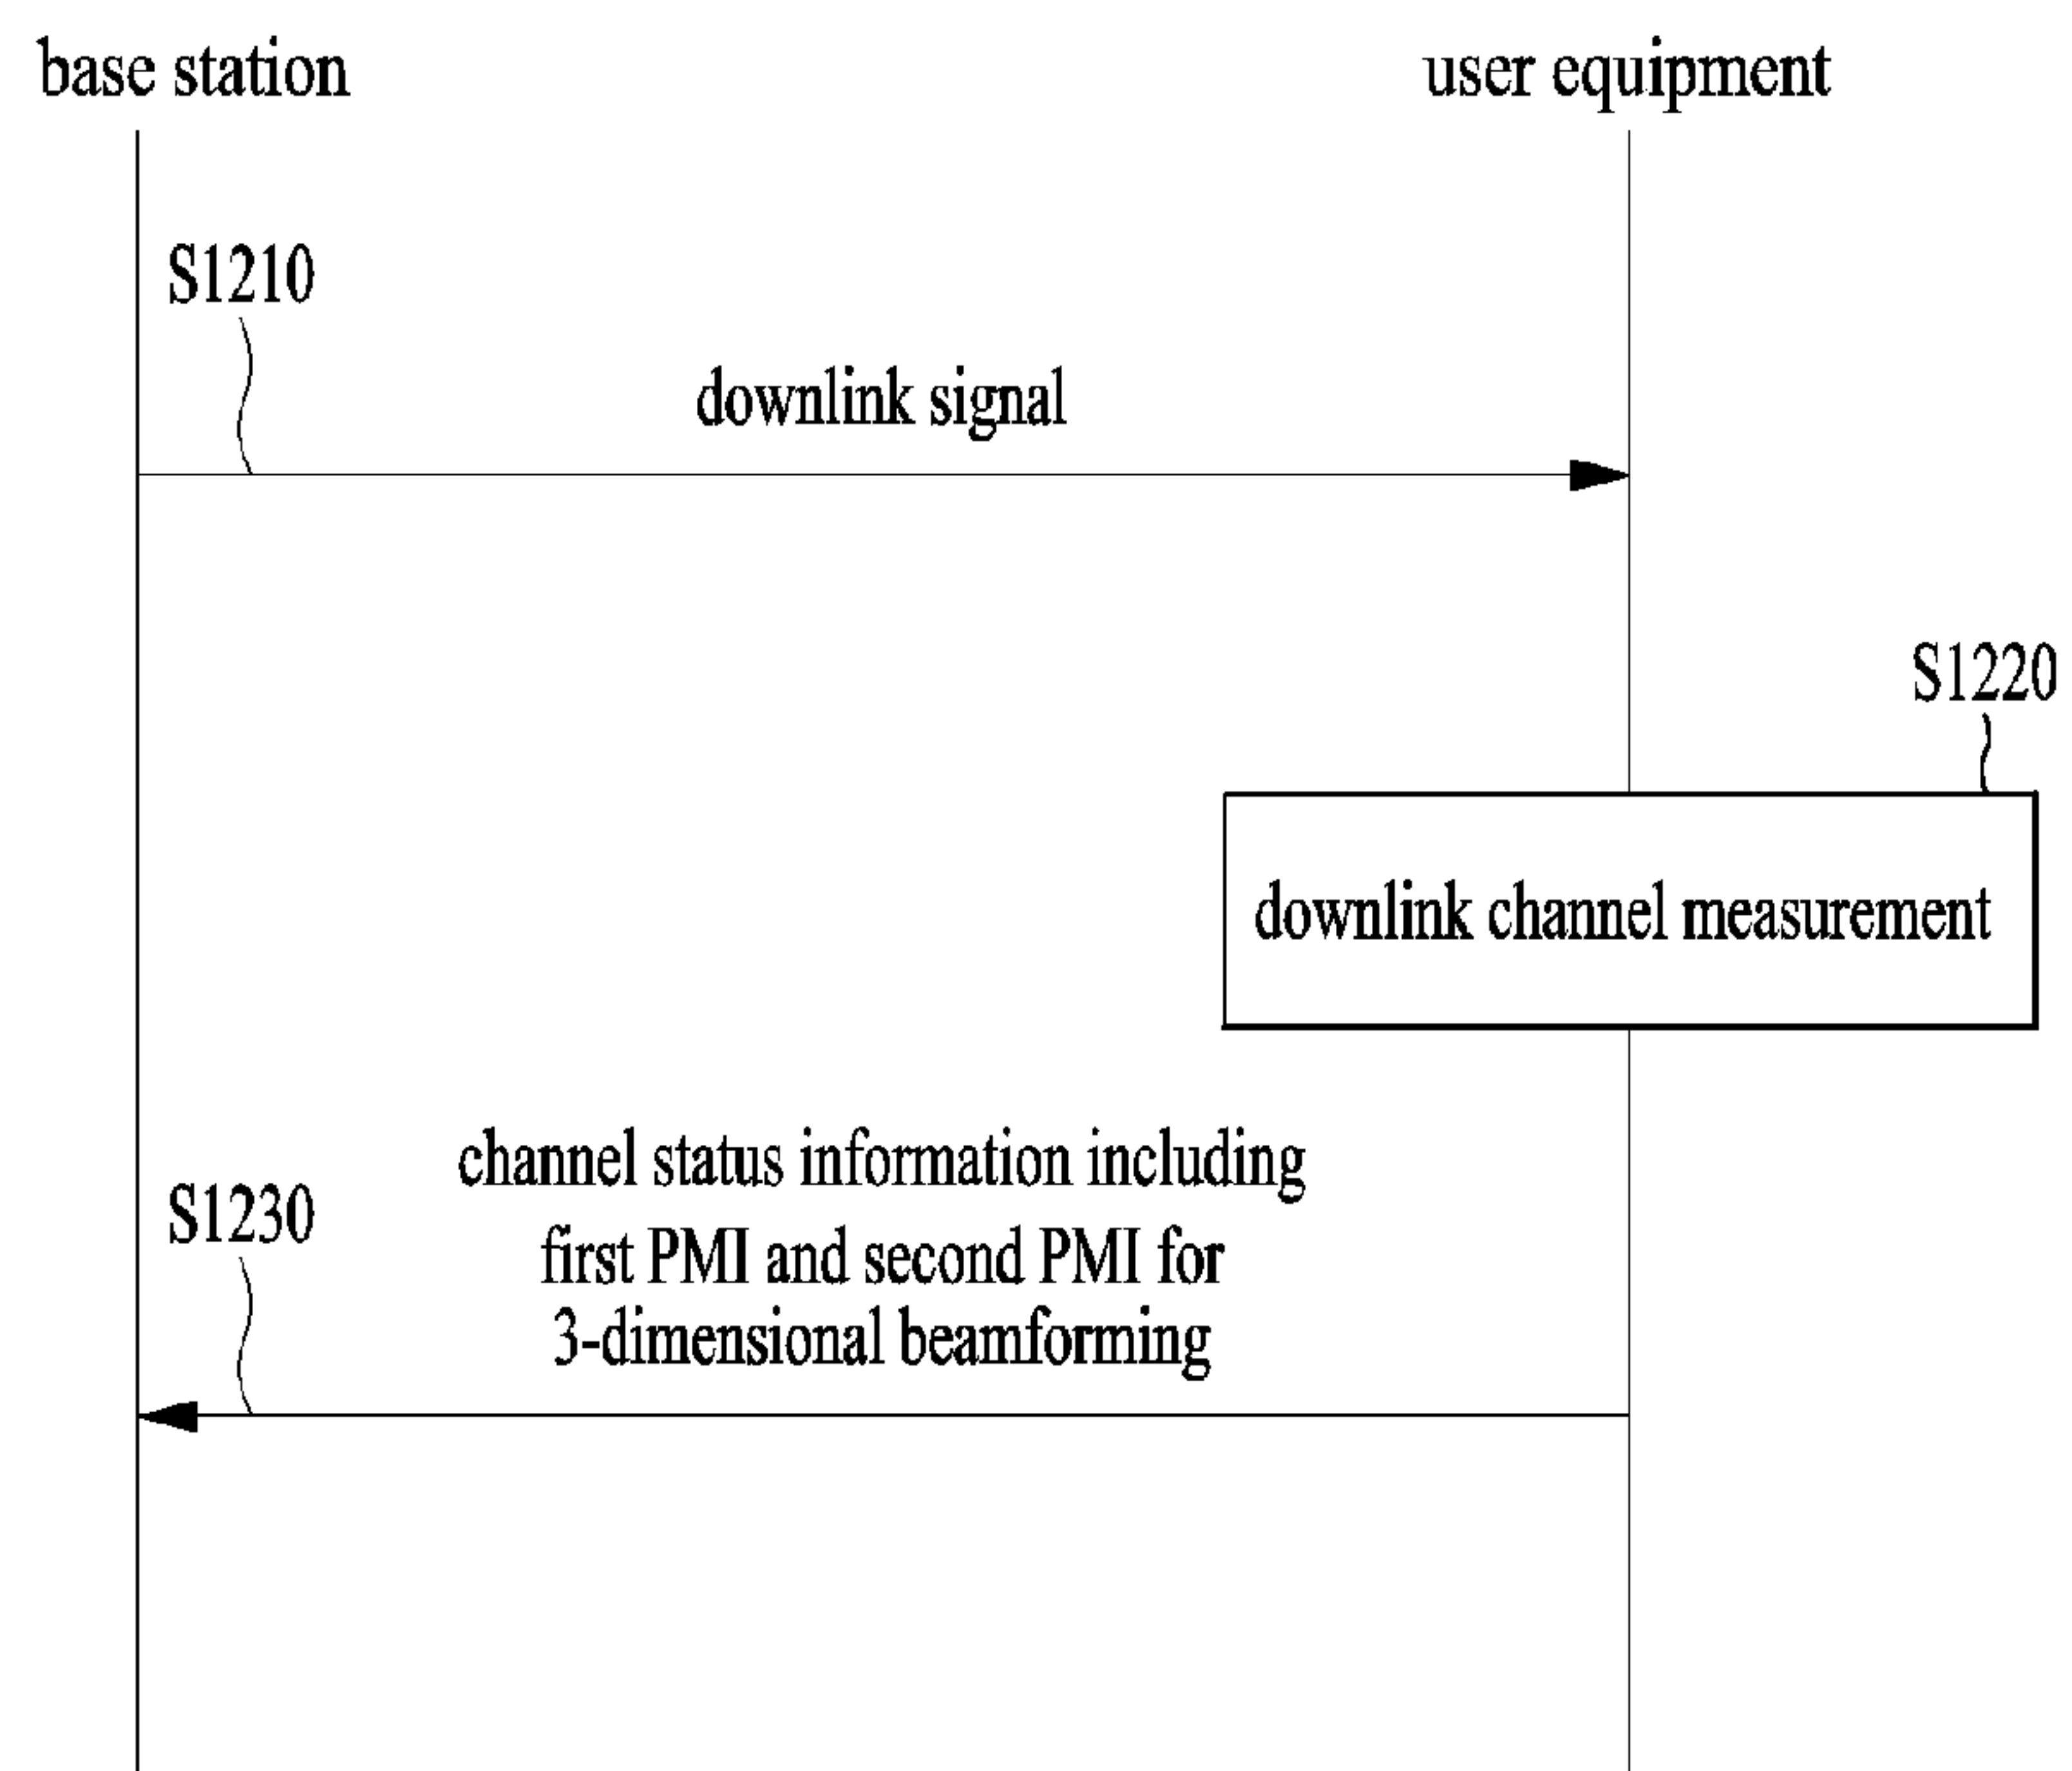 base station
user equipment
S1210
downlink signal
S1220
downlink channel measurement
channel status information including
S1230
first PMI and second PMI for
3-dimensional beamforming